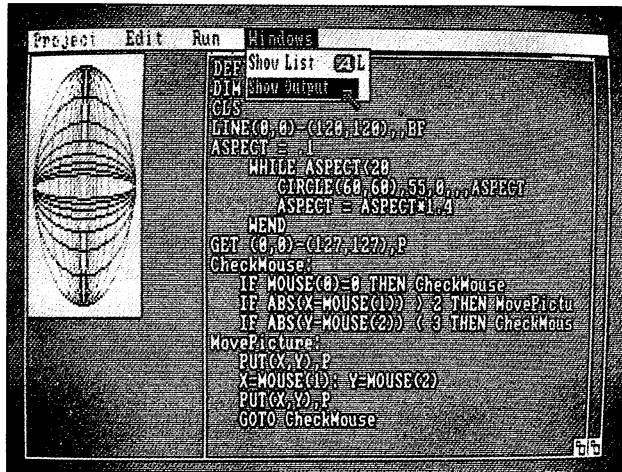 Project Edit Run Windows
Show List A L
Show Output
DEF
DIM
CLS
LINE(0,0)-(120,120),,BF
ASPECT = .1
WHILE ASPECT<20
CIRCLE(60,60),55,0,,,ASPECT
ASPECT = ASPECT*1.4
WEND
GET (0,0)-(127,127),P
CheckMouse:
IF MOUSE(0)=0 THEN CheckMouse
IF ABS(X-MOUSE(1)) > 2 THEN MovePictu
IF ABS(Y-MOUSE(2)) < 3 THEN CheckMous
MovePicture:
PUT(X,Y),P
X=MOUSE(1): Y=MOUSE(2)
PUT(X,Y),P
GOTO CheckMouse